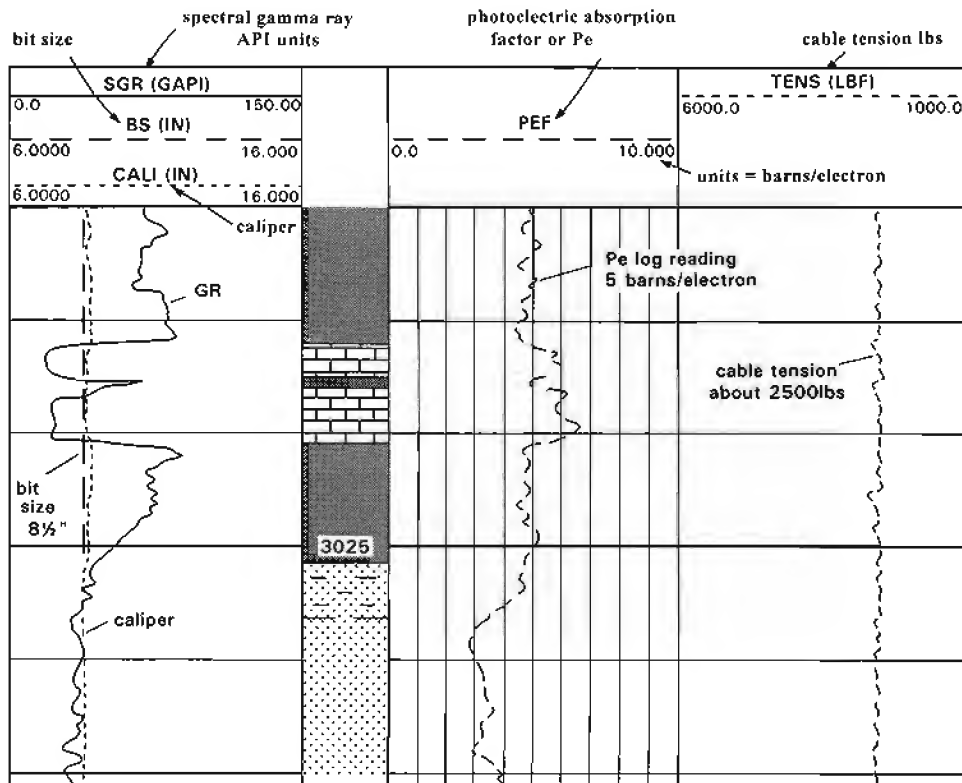 bit size
spectral gamma ray
API units
photoelectric absorption
factor or Pe
cable tension lbs
SGR (GAPI)
0.0 150.00
BS (IN)
6.0000 16.000
CALI (IN)
6.0000 16.000
PEF
0.0 10.000
TENS (LBF)
6000.0 1000.0
units = barns/electron
caliper
GR
Pe log reading
5 barns/electron
cable tension
about 2500lbs
bit
size
8½"
3025
caliper